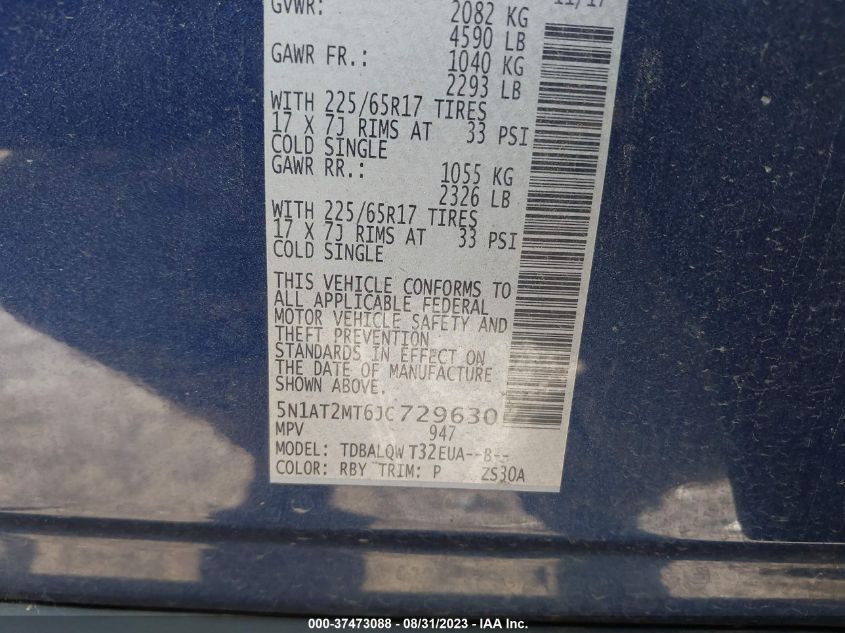 GVWR: 2082 KG
4590 LB
GAWR FR.: 1040 KG
2293 LB
WITH 225/65R17 TIRES
17 X 7J RIMS AT 33 PSI
COLD SINGLE
GAWR RR.: 1055 KG
2326 LB
WITH 225/65R17 TIRES
17 X 7J RIMS AT 33 PSI
COLD SINGLE
THIS VEHICLE CONFORMS TO
ALL APPLICABLE FEDERAL
MOTOR VEHICLE SAFETY AND
THEFT PREVENTION
STANDARDS IN EFFECT ON
THE DATE OF MANUFACTURE
SHOWN ABOVE.
5N1AT2MT6JC729630
MPV 947
MODEL: TDBALQW T32EUA--B--
COLOR: RBY TRIM: P ZS30A
000-37473088 - 08/31/2023 - IAA Inc.